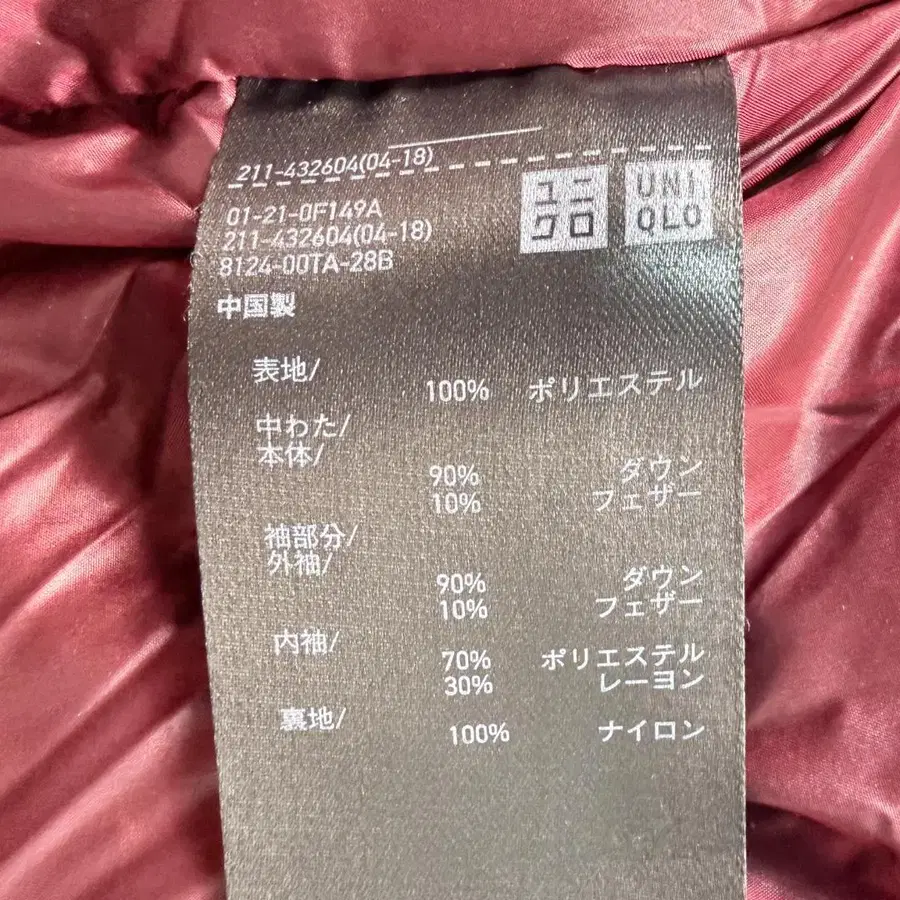 211-432604(04-18)
ユニ
クロ
UNI
QLO
01-21-0F149A
211-432604(04-18)
8124-00TA-28B
中国製
表地/
100% ポリエステル
中わた/
本体/
90% ダウン
10% フェザー
袖部分/
外袖/
90% ダウン
10% フェザー
内袖/
70% ポリエステル
30% レーヨン
裏地/
100% ナイロン